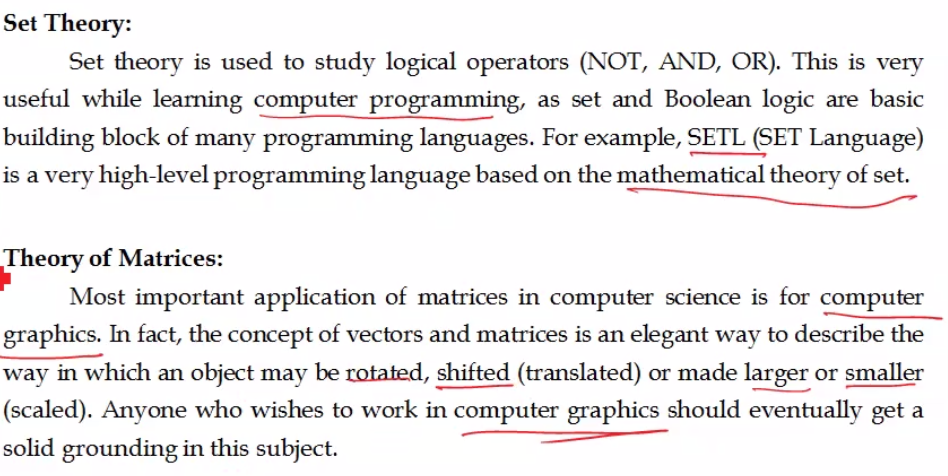 Set Theory:
Set theory is used to study logical operators (NOT, AND, OR). This is very
useful while learning computer programming, as set and Boolean logic are basic
building block of many programming languages. For example, SETL (SET Language)
is a very high-level programming language based on the mathematical theory of set.
Theory of Matrices:
Most important application of matrices in computer science is for computer
graphics. In fact, the concept of vectors and matrices is an elegant way to describe the
way in which an object may be rotated, shifted (translated) or made larger or smaller
(scaled). Anyone who wishes to work in computer graphics should eventually get a
solid grounding in this subject.